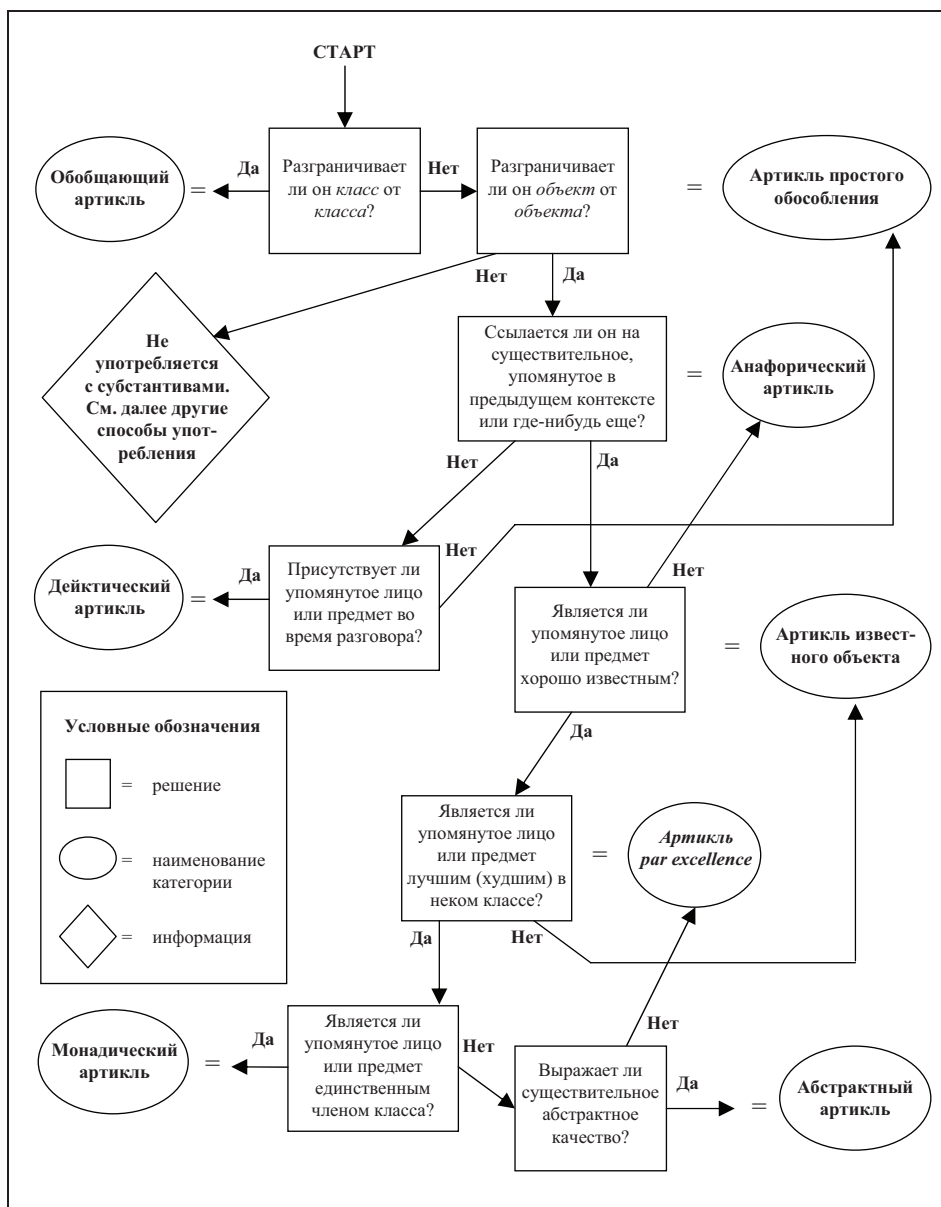 СТАРТ
Обобщающий
артикль
=
Да
Разграничивает
ли он класс от
класса?
Нет
Разграничивает
ли он объект от
объекта?
=
Артикль простого
обособления
Нет
Да
Не
употребляется
с субстантивами.
См. далее другие
способы упот-
ребления
Ссылается ли он на
существительное,
упомянутое в
предыдущем контексте
или где-нибудь еще?
=
Анафорический
артикль
Нет
Да
Дейктический
артикль
=
Да
Присутствует ли
упомянутое лицо
или предмет во
время разговора?
Нет
Нет
Является ли
упомянутое лицо
или предмет
хорошо известным?
=
Артикль извест-
ного объекта
Да
Условные обозначения
= решение
= наименование
категории
= информация
Является ли
упомянутое лицо
или предмет
лучшим (худшим) в
неком классе?
=
Артикль
par excellence
Да
Нет
Монадический
артикль
=
Да
Является ли
упомянутое лицо
или предмет
единственным
членом класса?
Нет
Нет
Выражает ли
существительное
абстрактное
качество?
Да
=
Абстрактный
артикль